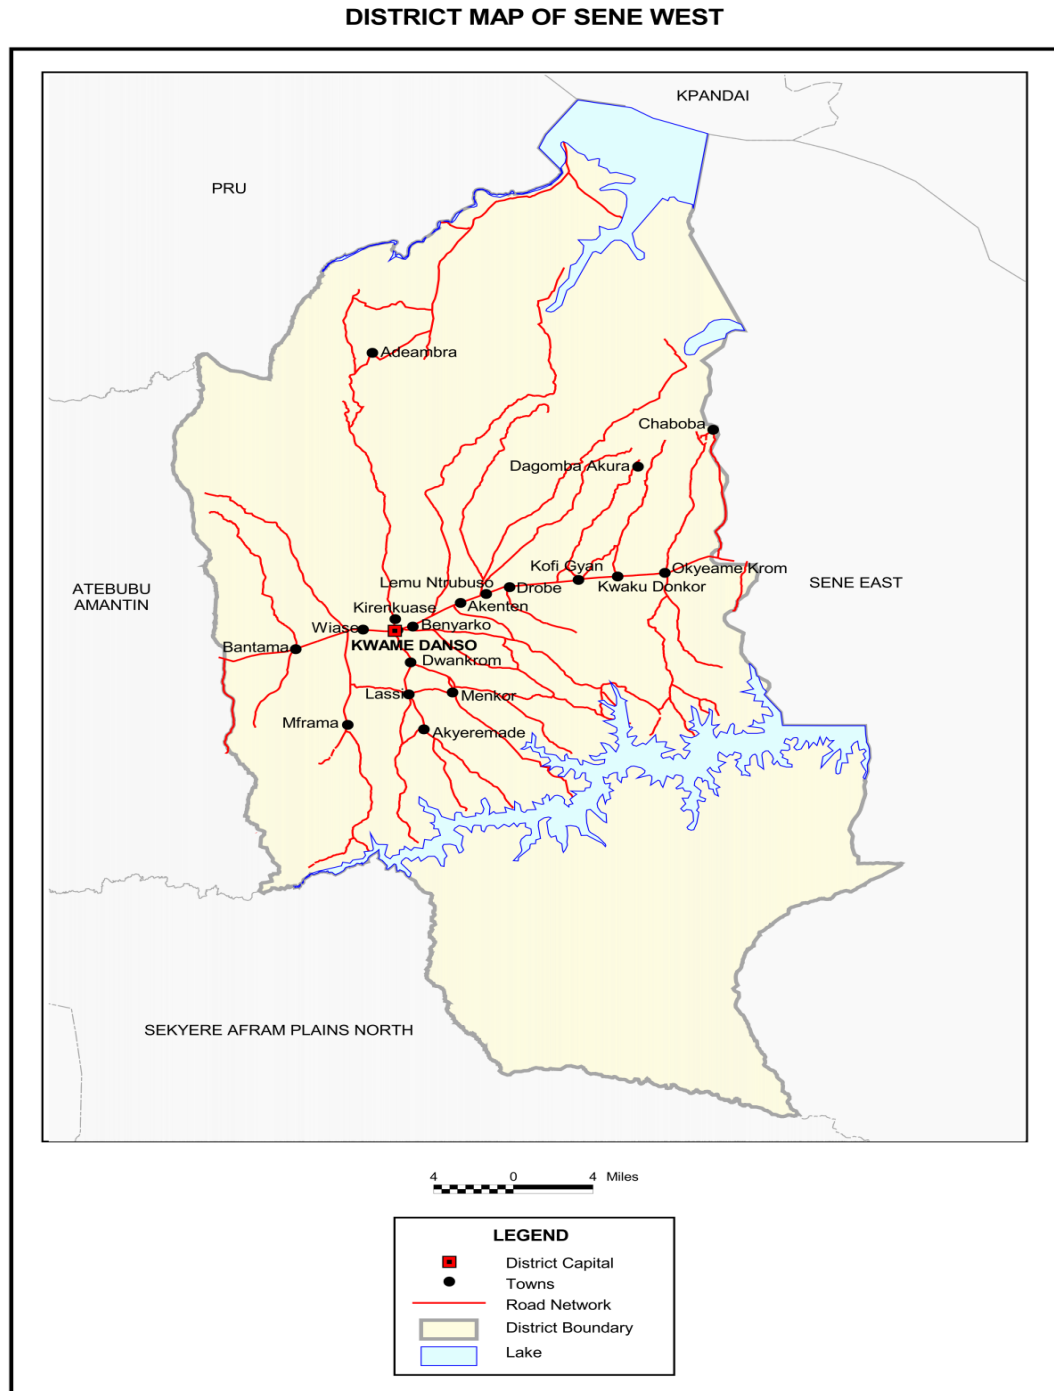 DISTRICT MAP OF SENE WEST
KPANDAI
PRU
Adeambra
Chaboba
Dagomba Akura
Kofi Gyan
Okyeame Krom
SENE EAST
ATEBUBU
AMANTIN
Lemu Ntrubuso
Drobe
Kwaku Donkor
Kirenkuase
Akenten
Wiase
Benyarko
Bantama
KWAME DANSO
Dwankrom
Lassi
Menkor
Mframa
Akyeremade
SEKYERE AFRAM PLAINS NORTH
4 0 4 Miles
LEGEND
District Capital
Towns
Road Network
District Boundary
Lake